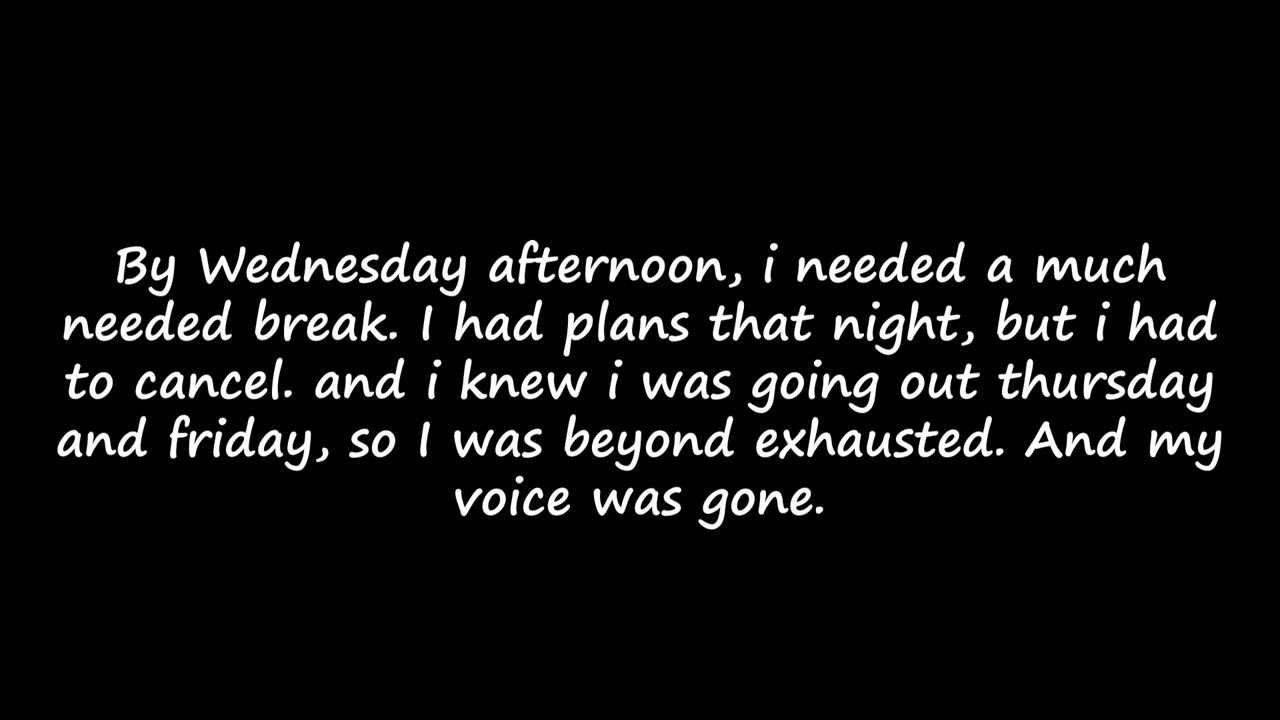 By Wednesday afternoon, i needed a much
needed break. I had plans that night, but i had
to cancel. and i knew i was going out thursday
and friday, so I was beyond exhausted. And my
voice was gone.